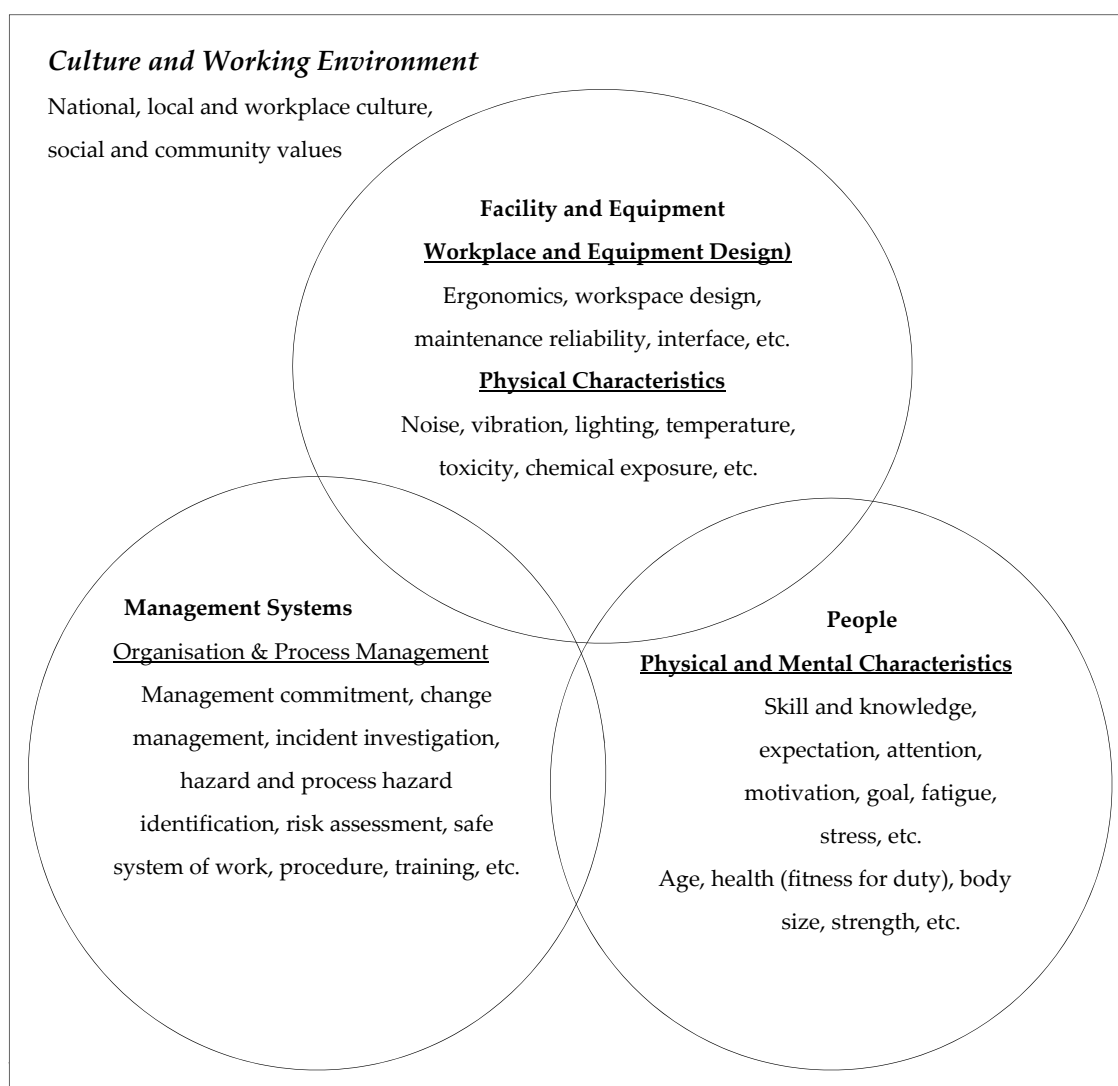 Culture and Working Environment
National, local and workplace culture,
social and community values
Facility and Equipment
Workplace and Equipment Design)
Ergonomics, workspace design,
maintenance reliability, interface, etc.
Physical Characteristics
Noise, vibration, lighting, temperature,
toxicity, chemical exposure, etc.
Management Systems
Organisation & Process Management
Management commitment, change
management, incident investigation,
hazard and process hazard
identification, risk assessment, safe
system of work, procedure, training, etc.
People
Physical and Mental Characteristics
Skill and knowledge,
expectation, attention,
motivation, goal, fatigue,
stress, etc.
Age, health (fitness for duty), body
size, strength, etc.